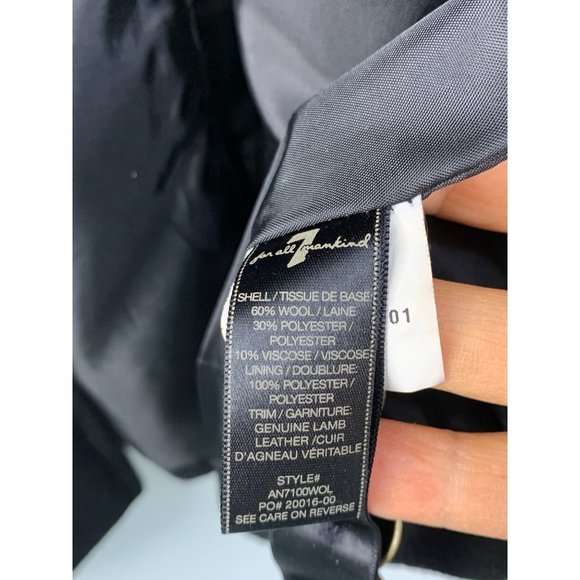 for all 7 mankind
SHELL / TISSUE DE BASE
60% WOOL / LAINE
30% POLYESTER /
POLYESTER
10% VISCOSE / VISCOSE
LINING / DOUBLURE:
100% POLYESTER /
POLYESTER
TRIM / GARNITURE:
GENUINE LAMB
LEATHER /CUIR
D'AGNEAU VÉRITABLE
STYLE#
AN7100WOL
PO# 20016-00
SEE CARE ON REVERSE
01